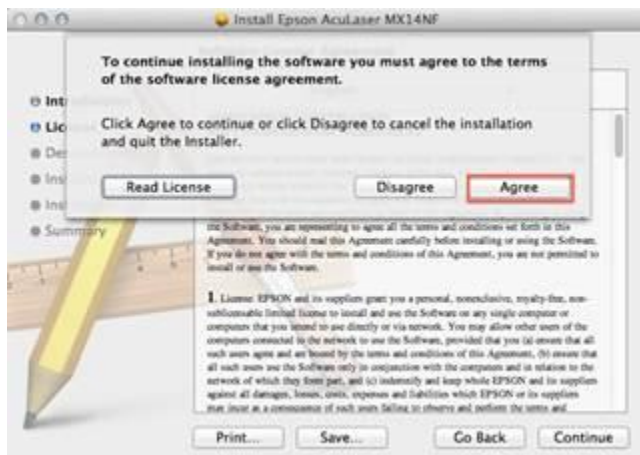 Install Epson AcuLaser MX14NF
To continue installing the software you must agree to the terms
of the software license agreement.
Click Agree to continue or click Disagree to cancel the installation
and quit the Installer.
Read License
Disagree
Agree
Int
Lic
De
Ins
Ins
Summary
the Software, you are representing to agree all the terms and conditions set forth in this
Agreement. You should read this Agreement carefully before installing or using the Software.
If you do not agree with the terms and conditions of this Agreement, you are not permitted to
install or use the Software.
1. License. EPSON and its suppliers grant you a personal, nonexclusive, royalty-free, non-
sublicensable limited license to install and use the Software on any single computer or
computers that you intend to use directly or via network. You may allow other users of the
computers connected to the network to use the Software, provided that you (a) ensure that all
such users agree and are bound by the terms and conditions of this Agreement, (b) ensure that
all such users use the Software only in conjunction with the computers and in relation to the
network of which they form part, and (c) indemnify and keep whole EPSON and its suppliers
against all damages, losses, costs, expenses and liabilities which EPSON or its suppliers
may incur as a consequence of such users failing to observe and perform the terms and
Print...
Save...
Go Back
Continue